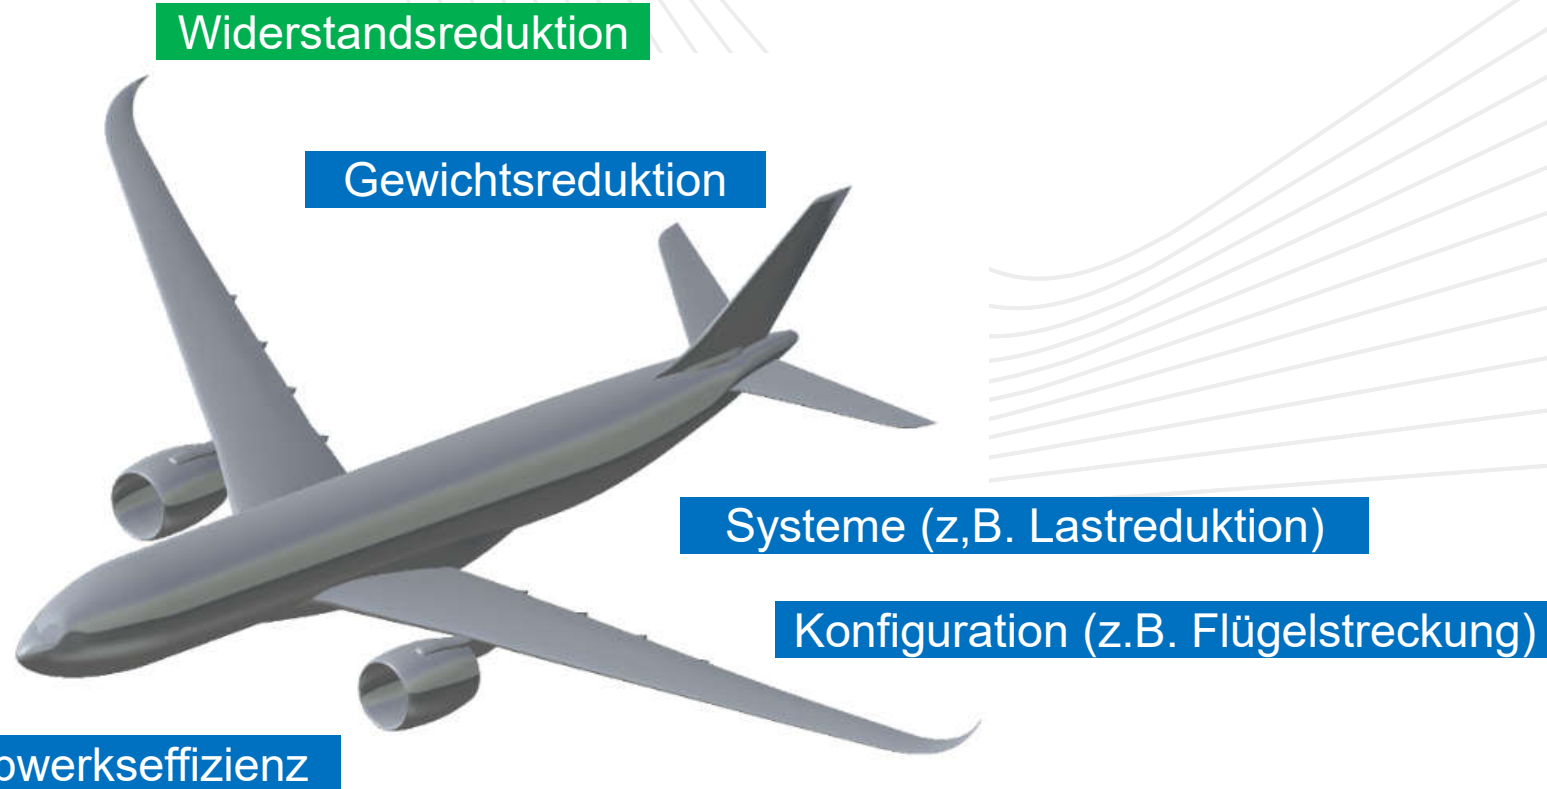 Widerstandsreduktion
Gewichtsreduktion
Systeme (z,B. Lastreduktion)
Konfiguration (z.B. Flügelstreckung)